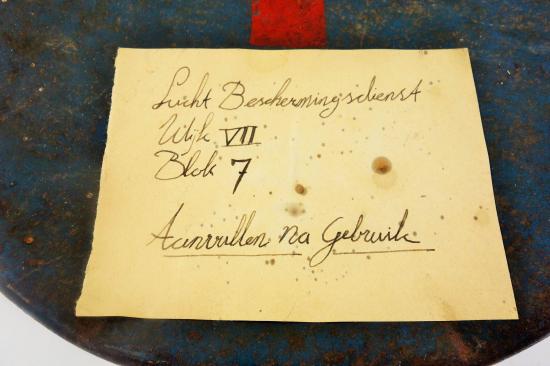 Lucht Beschermingsdienst
Wijk VII
Blok 7
Aanvullen na Gebruik